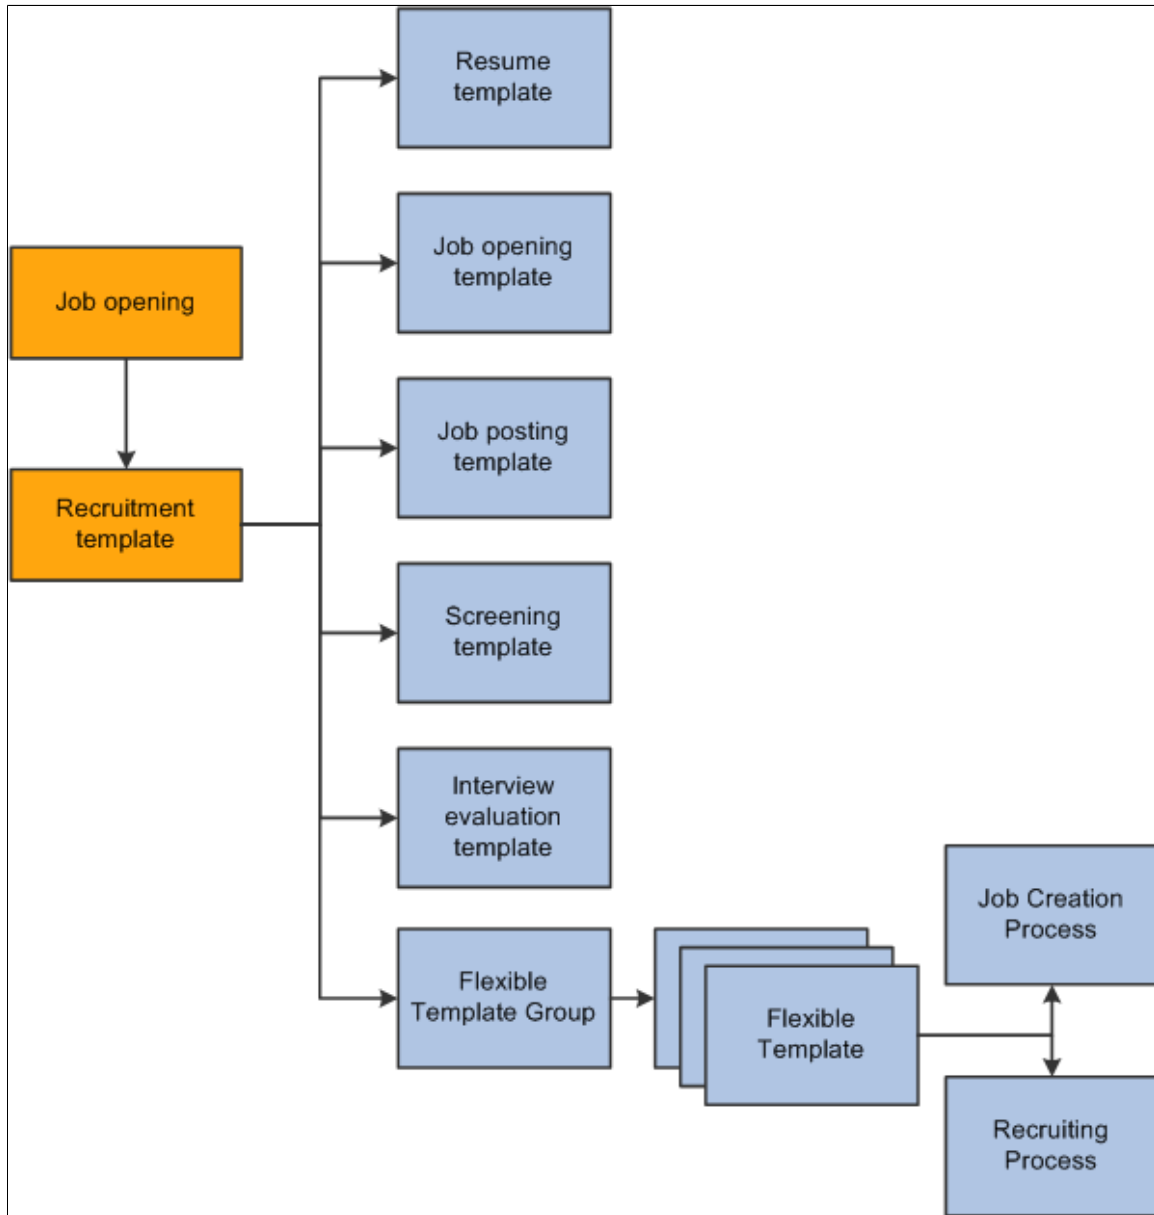 Resume
template
Job opening
template
Job opening
Job posting
template
Recruitment
template
Screening
template
Interview
evaluation
template
Job Creation
Process
Flexible
Template Group
Flexible
Template
Recruiting
Process